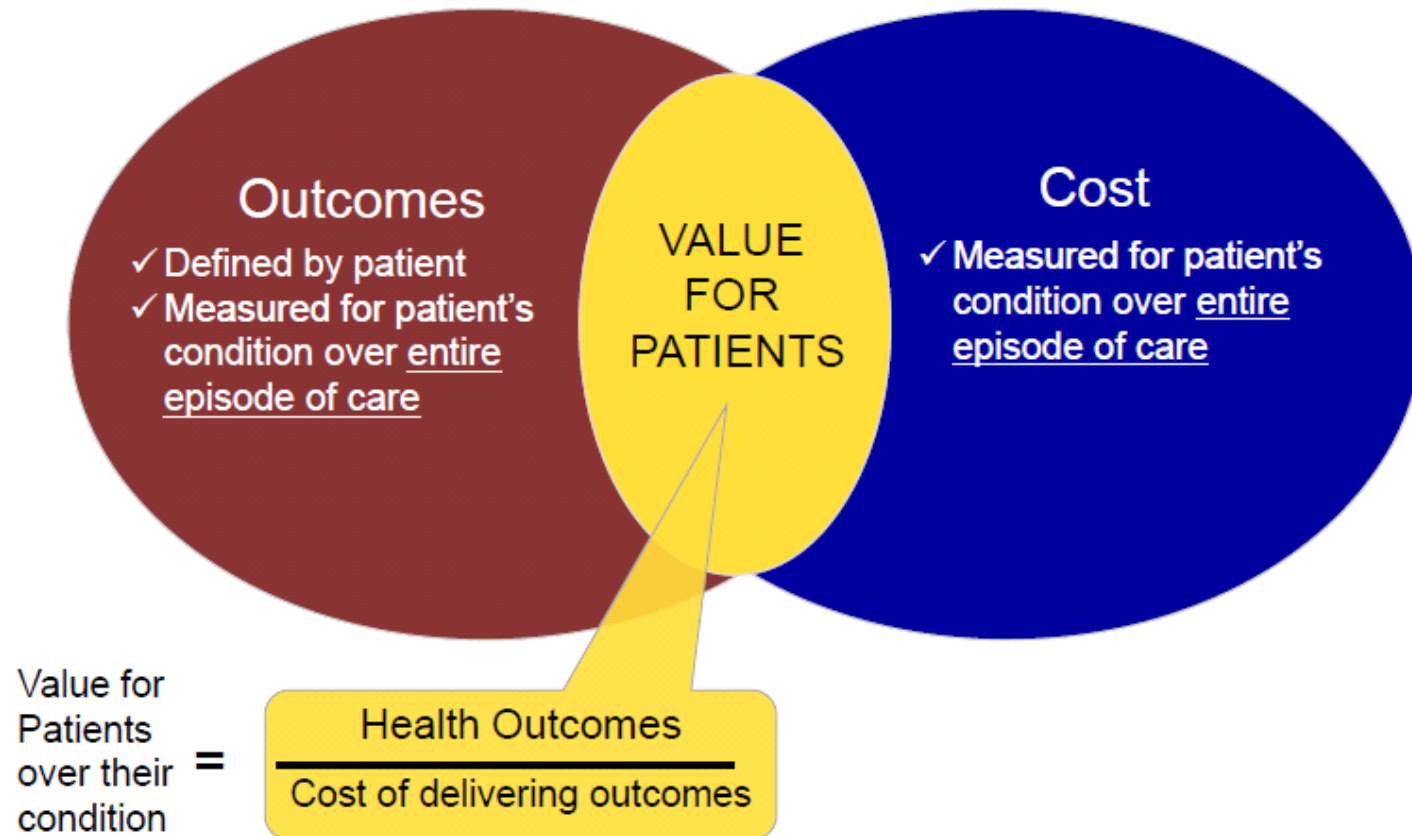 Outcomes
✓ Defined by patient
✓ Measured for patient's
condition over entire
episode of care
VALUE
FOR
PATIENTS
Cost
✓ Measured for patient's
condition over entire
episode of care
Value for
Patients
over their
condition
=
Health Outcomes
Cost of delivering outcomes